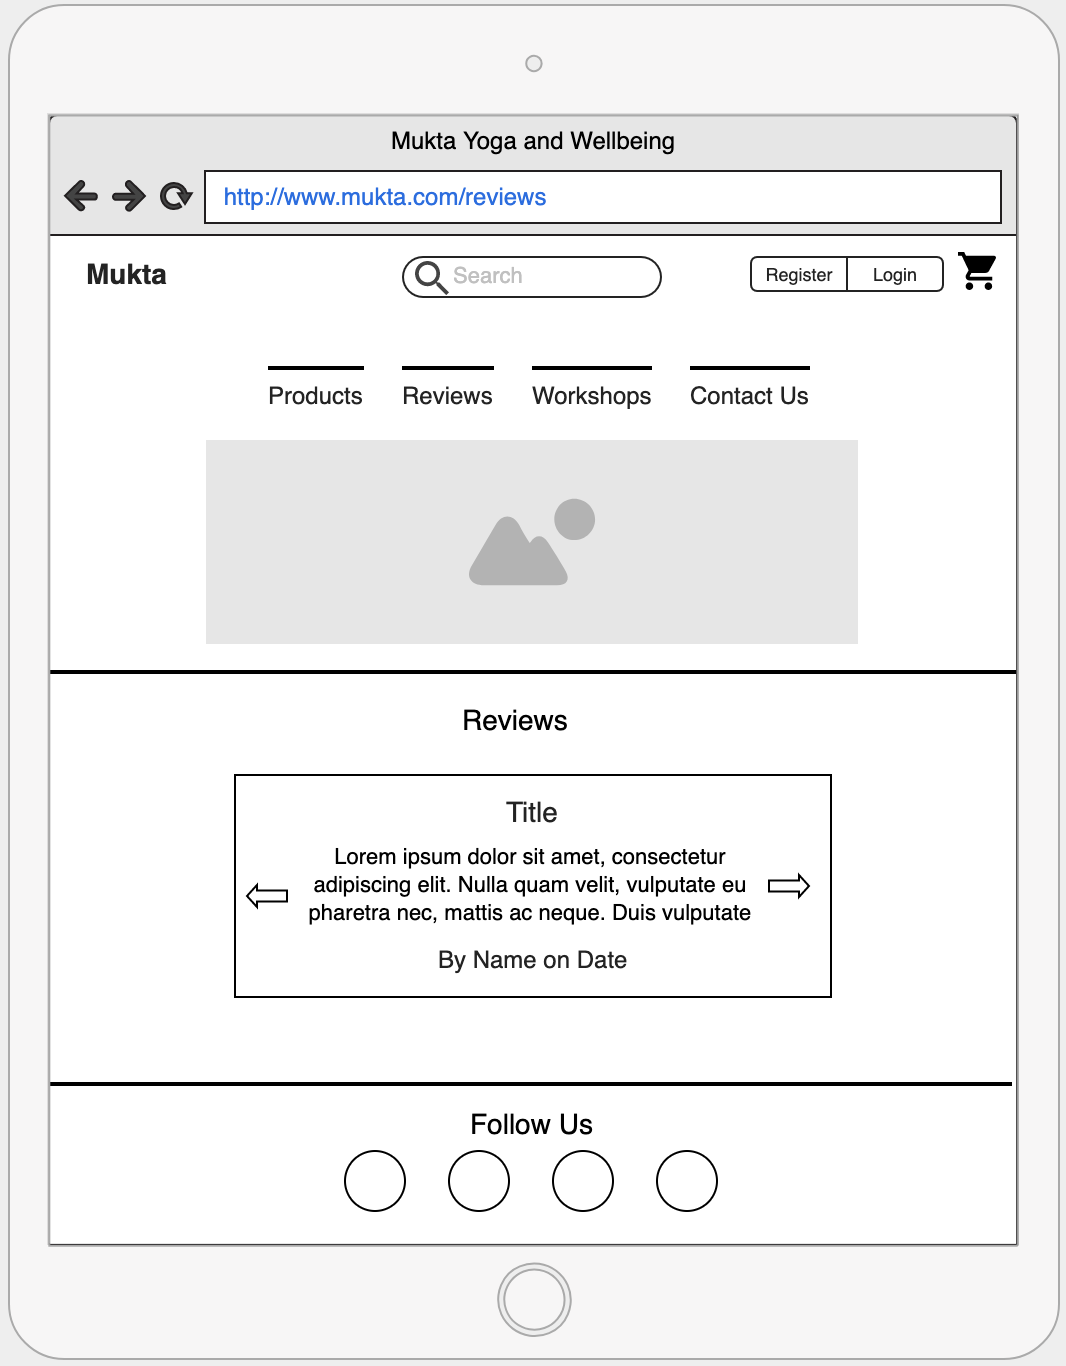 Mukta Yoga and Wellbeing
http://www.mukta.com/reviews
Mukta
Search
Register
Login
Products
Reviews
Workshops
Contact Us
Reviews
Title
Lorem ipsum dolor sit amet, consectetur
adipiscing elit. Nulla quam velit, vulputate eu
pharetra nec, mattis ac neque. Duis vulputate
By Name on Date
Follow Us